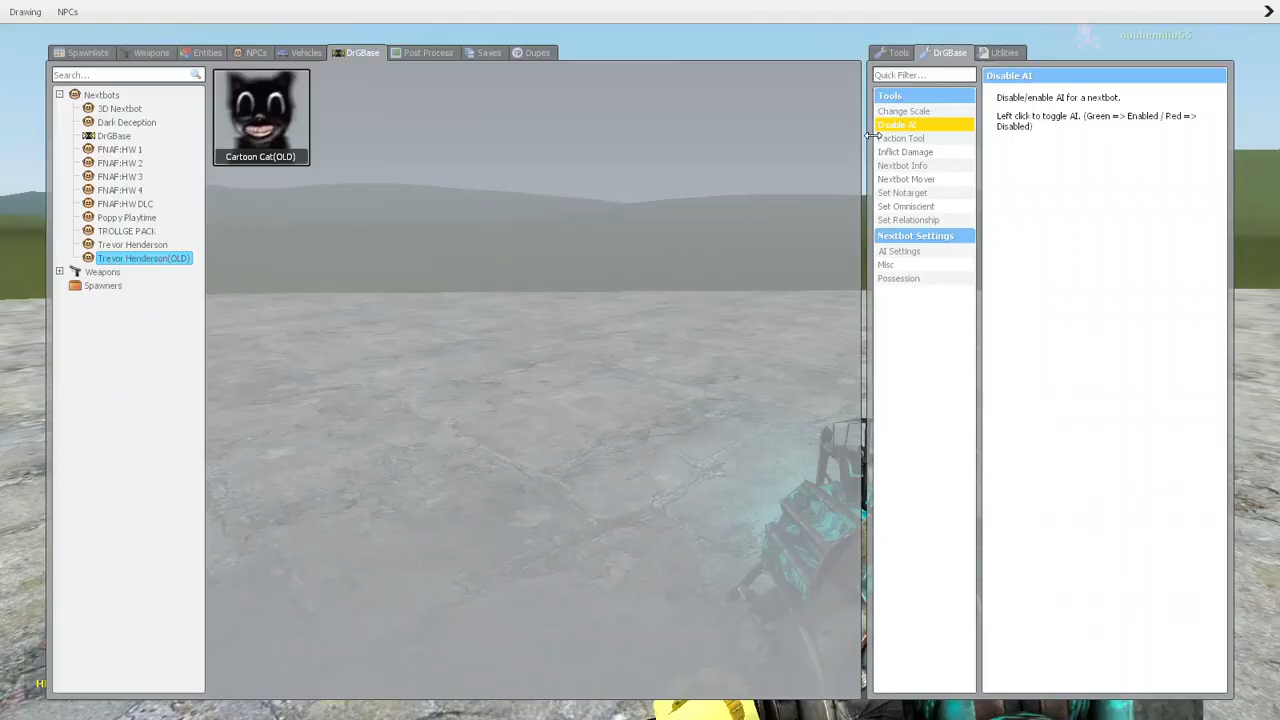 Drawing NPCs
nouhemilio55
Spawnlists Weapons Entities NPCs Vehicles DrGBase Post Process Saves Dupes
Search...
Nextbots
3D Nextbot
Dark Deception
DrGBase
FNAF:HW 1
FNAF:HW 2
FNAF:HW 3
FNAF:HW 4
FNAF:HW DLC
Poppy Playtime
TROLLGE PACK
Trevor Henderson
Trevor Henderson(OLD)
Weapons
Spawners
Cartoon Cat(OLD)
Tools DrGBase Utilities
Quick Filter...
Tools
Change Scale
Disable AI
Faction Tool
Inflict Damage
Nextbot Info
Nextbot Mover
Set Notarget
Set Omniscient
Set Relationship
Nextbot Settings
AI Settings
Misc
Possession
Disable AI
Disable/enable AI for a nextbot.
Left click to toggle AI. (Green => Enabled / Red =>
Disabled)